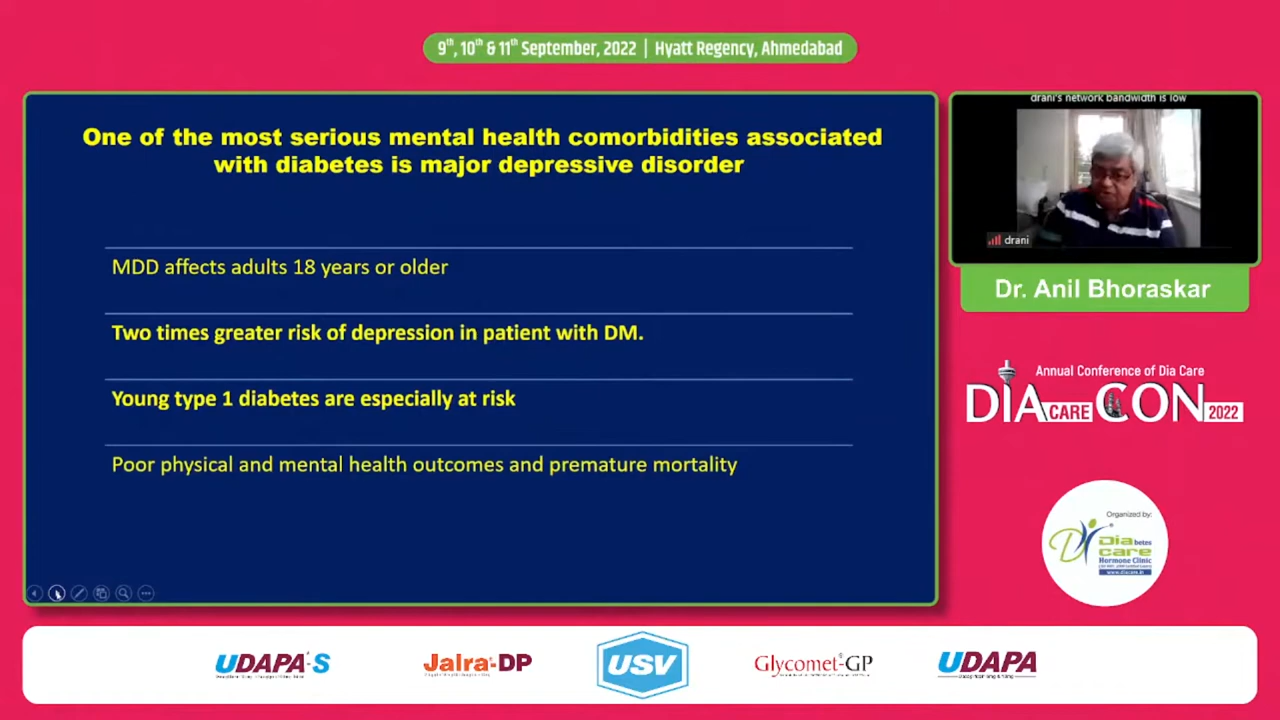 9th, 10th & 11th September, 2022 | Hyatt Regency, Ahmedabad
One of the most serious mental health comorbidities associated
with diabetes is major depressive disorder
MDD affects adults 18 years or older
Two times greater risk of depression in patient with DM.
Young type 1 diabetes are especially at risk
Poor physical and mental health outcomes and premature mortality
drani's network bandwidth is low
drani
Dr. Anil Bhoraskar
Annual Conference of Dia Care
DIA CARE CON 2022
Organized by:
Diabetes
care
Hormone Clinic
www.diacare.in
UDAPA-S
Jalra-DP
USV
Glycomet-GP
UDAPA